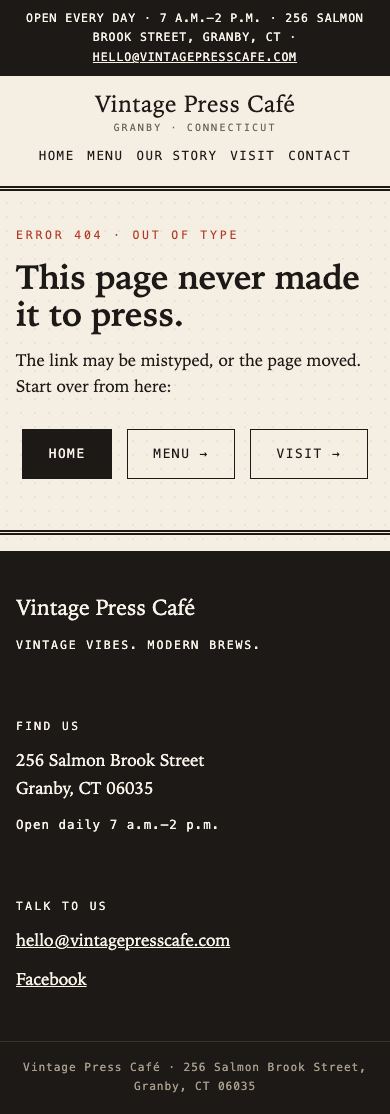 OPEN EVERY DAY · 7 A.M.–2 P.M. · 256 SALMON
BROOK STREET, GRANBY, CT ·
HELLO@VINTAGEPRESSCAFE.COM
Vintage Press Café
GRANBY · CONNECTICUT
HOME MENU OUR STORY VISIT CONTACT
ERROR 404 · OUT OF TYPE
This page never made
it to press.
The link may be mistyped, or the page moved.
Start over from here:
HOME MENU → VISIT →
Vintage Press Café
VINTAGE VIBES. MODERN BREWS.
FIND US
256 Salmon Brook Street
Granby, CT 06035
Open daily 7 a.m.–2 p.m.
TALK TO US
hello@vintagepresscafe.com
Facebook
Vintage Press Café · 256 Salmon Brook Street,
Granby, CT 06035